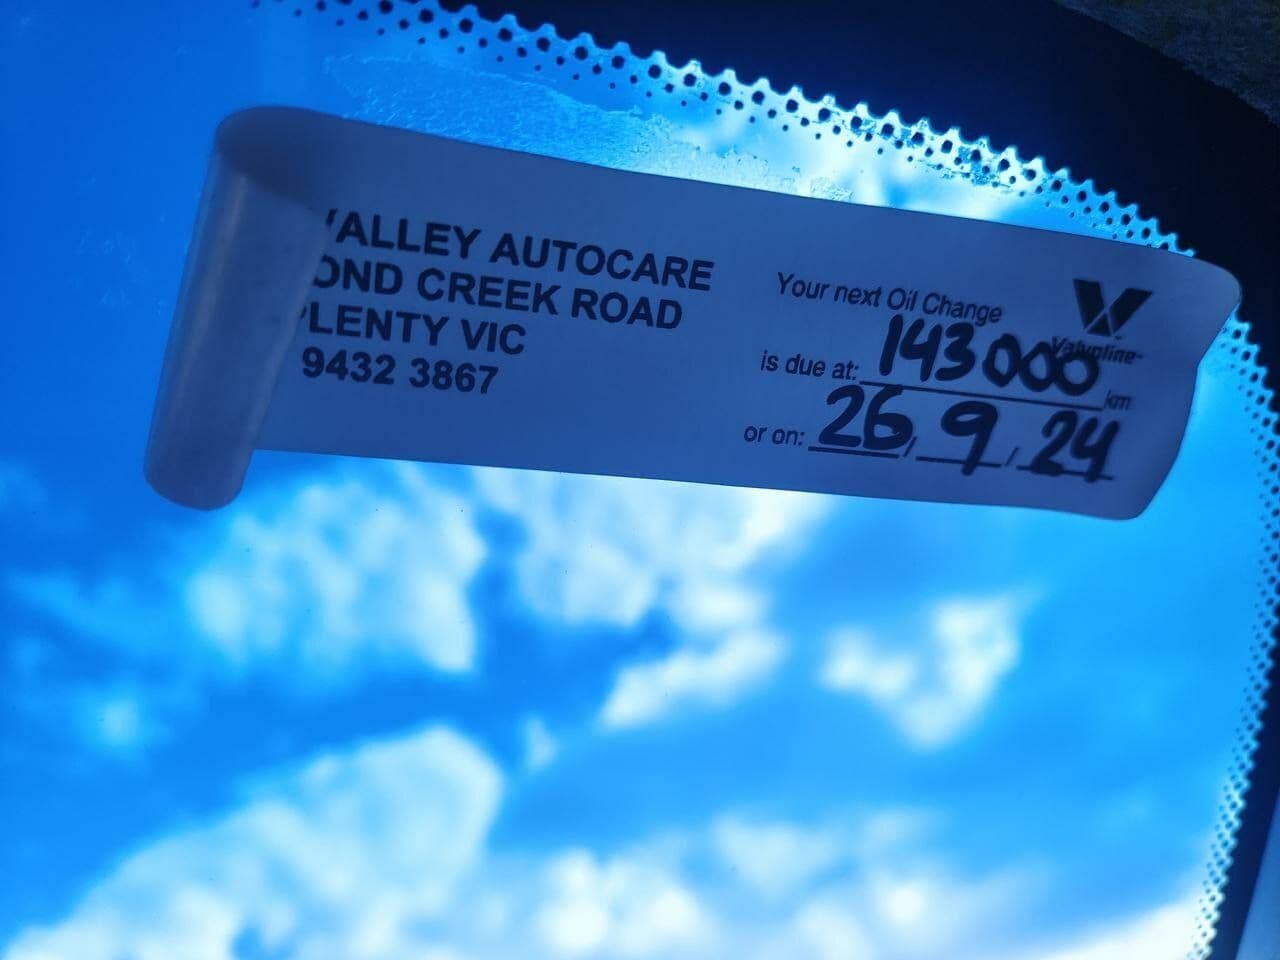 VALLEY AUTOCARE
OND CREEK ROAD
PLENTY VIC
9432 3867
Your next Oil Change
is due at: 143000 km
or on: 26 / 9 / 24
Valvoline